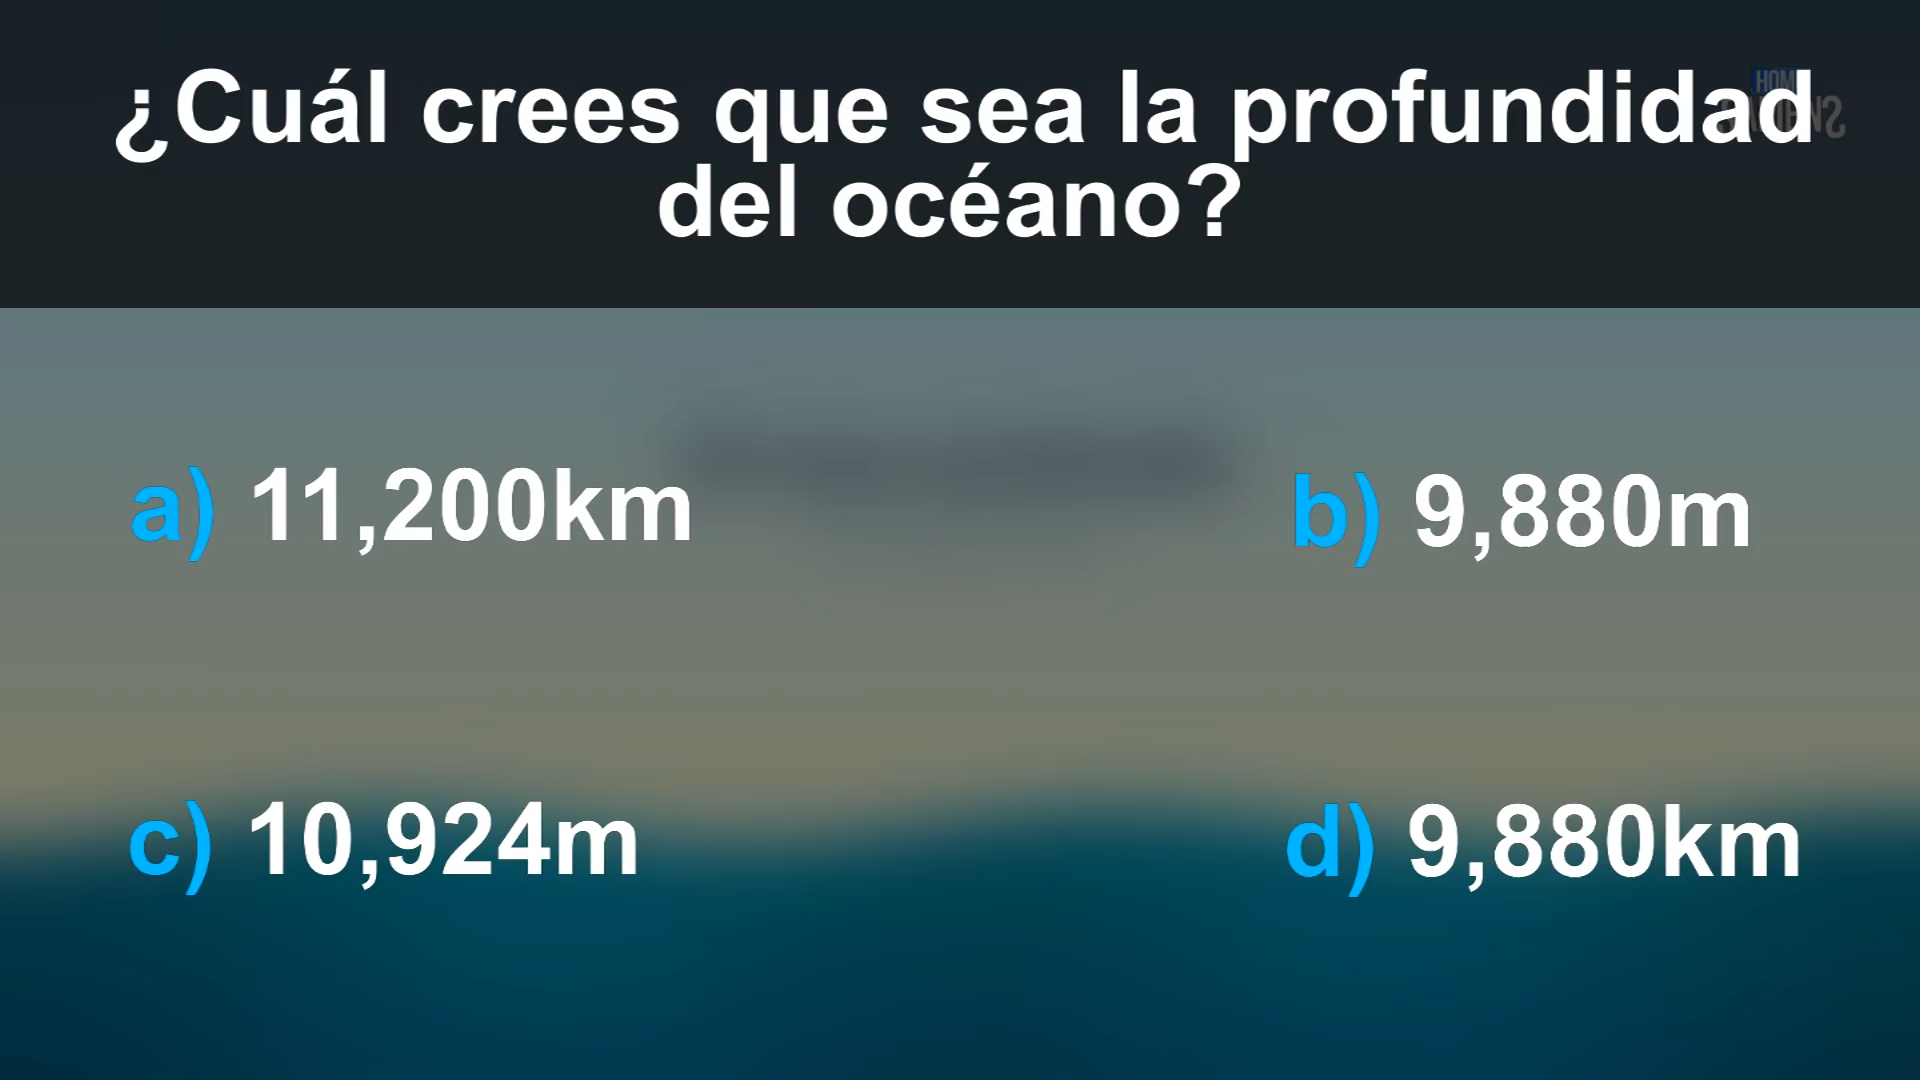 ¿Cuál crees que sea la profundidad
del océano?
a) 11,200km
b) 9,880m
c) 10,924m
d) 9,880km